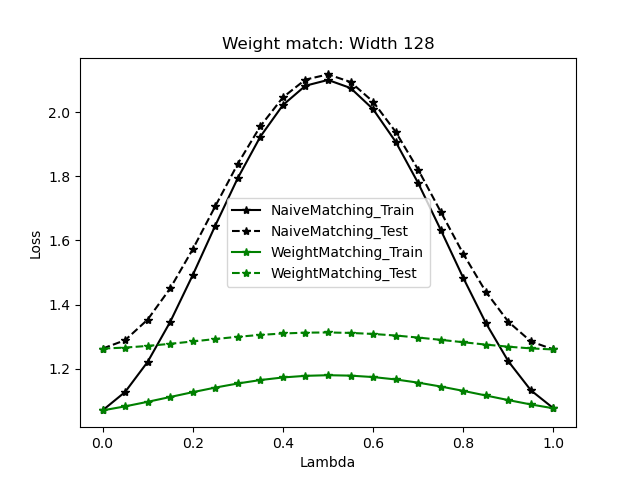 Weight match: Width 128
Loss
2.0
1.8
1.6
1.4
1.2
NaiveMatching_Train
NaiveMatching_Test
WeightMatching_Train
WeightMatching_Test
0.0 0.2 0.4 0.6 0.8 1.0
Lambda